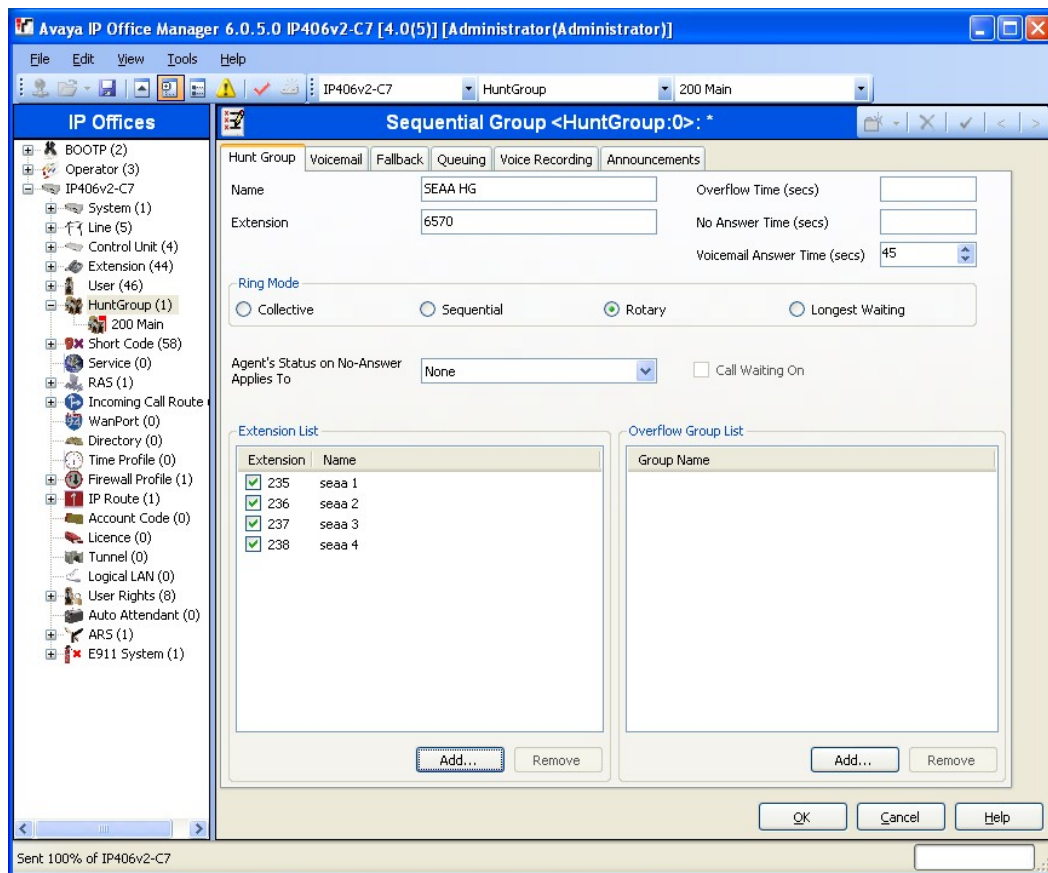 Avaya IP Office Manager 6.0.5.0 IP406v2-C7 [4.0(5)] [Administrator(Administrator)]
File Edit View Tools Help
IP406v2-C7 HuntGroup 200 Main
IP Offices
BOOTP (2)
Operator (3)
IP406v2-C7
System (1)
Line (5)
Control Unit (4)
Extension (44)
User (46)
HuntGroup (1)
200 Main
Short Code (58)
Service (0)
RAS (1)
Incoming Call Route
WanPort (0)
Directory (0)
Time Profile (0)
Firewall Profile (1)
IP Route (1)
Account Code (0)
Licence (0)
Tunnel (0)
Logical LAN (0)
User Rights (8)
Auto Attendant (0)
ARS (1)
E911 System (1)
Sequential Group <HuntGroup:0>: *
Hunt Group Voicemail Fallback Queuing Voice Recording Announcements
Name SEAA HG Overflow Time (secs)
Extension 6570 No Answer Time (secs)
Voicemail Answer Time (secs) 45
Ring Mode
Collective Sequential Rotary Longest Waiting
Agent's Status on No-Answer
Applies To
None
Call Waiting On
Extension List
Extension Name
235 seaa 1
236 seaa 2
237 seaa 3
238 seaa 4
Add... Remove
Overflow Group List
Group Name
Add... Remove
OK Cancel Help
Sent 100% of IP406v2-C7